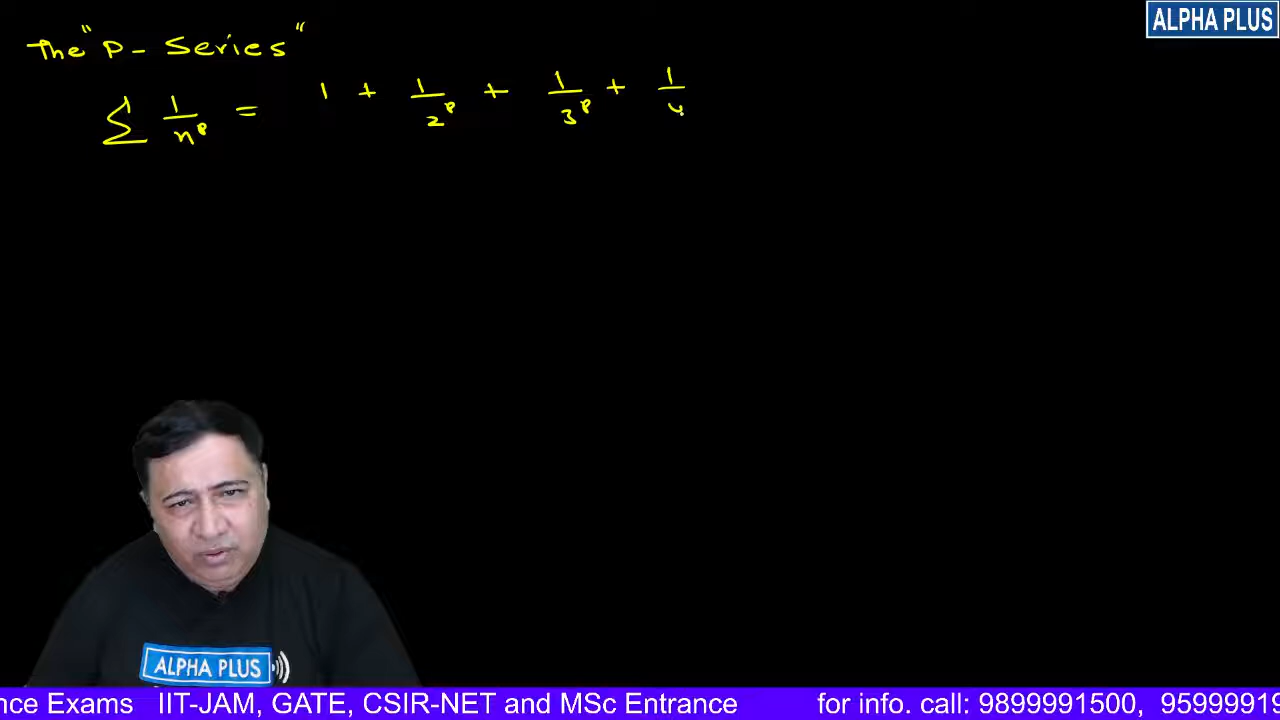 ALPHA PLUS
The "P- Series"
∑ 1/n^p = 1 + 1/2^p + 1/3^p + 1/4
ALPHA PLUS
nce Exams IIT-JAM, GATE, CSIR-NET and MSc Entrance for info. call: 9899991500, 95999919